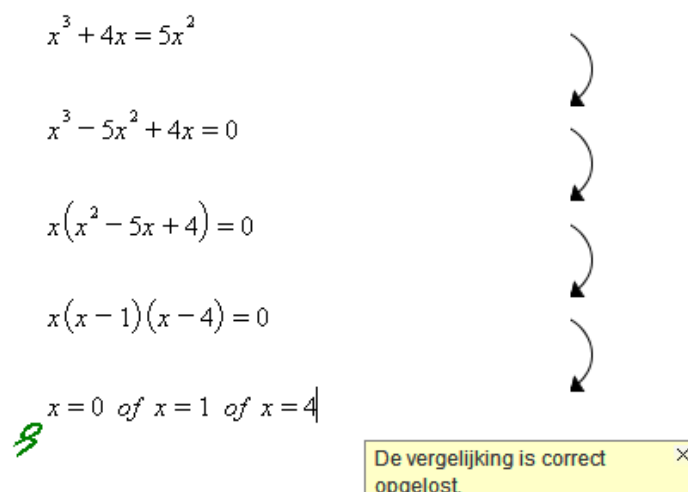 x³ + 4x = 5x²
x³ − 5x² + 4x = 0
x(x² − 5x + 4) = 0
x(x − 1)(x − 4) = 0
x = 0 of x = 1 of x = 4
De vergelijking is correct
opgelost.